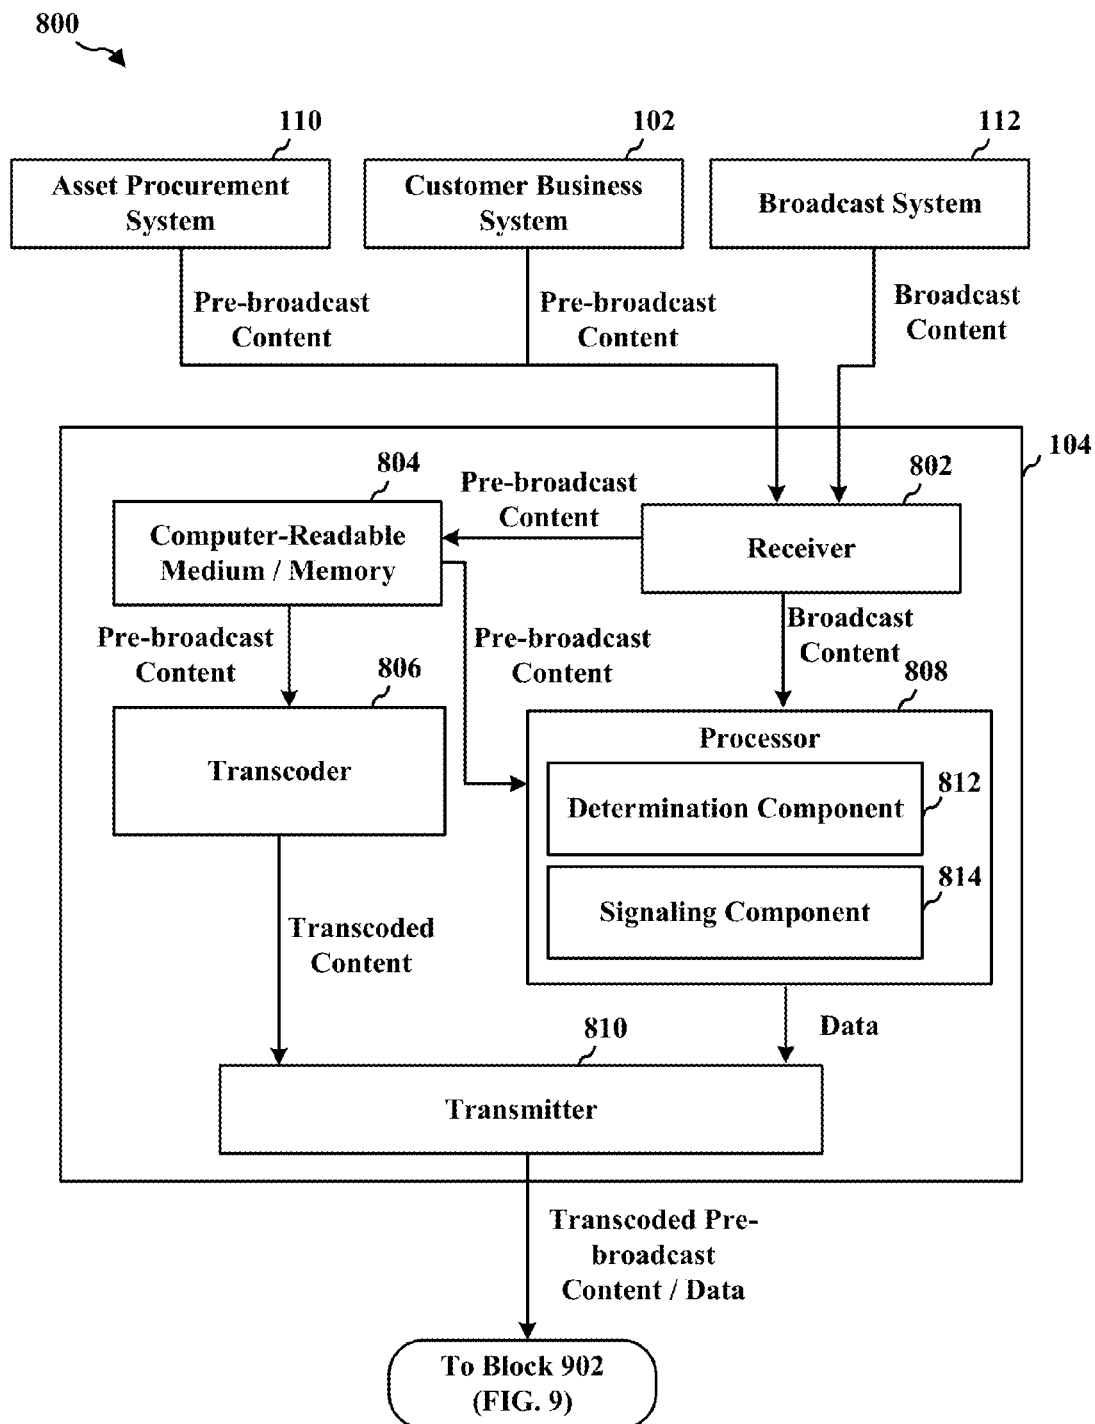 800
110
102
112
Asset Procurement
System
Customer Business
System
Broadcast System
Pre-broadcast
Content
Pre-broadcast
Content
Broadcast
Content
104
804
Pre-broadcast
Content
802
Computer-Readable
Medium / Memory
Receiver
Pre-broadcast
Content
Pre-broadcast
Content
Broadcast
Content
806
808
Transcoder
Processor
Determination Component
812
Signaling Component
814
Transcoded
Content
Data
810
Transmitter
Transcoded Pre-
broadcast
Content / Data
To Block 902
(FIG. 9)